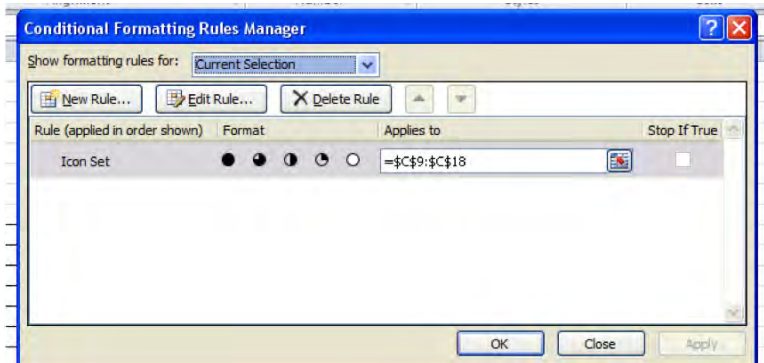 Conditional Formatting Rules Manager
Show formatting rules for: Current Selection
New Rule... Edit Rule... Delete Rule
Rule (applied in order shown) Format Applies to Stop If True
Icon Set =$C$9:$C$18
OK Close Apply